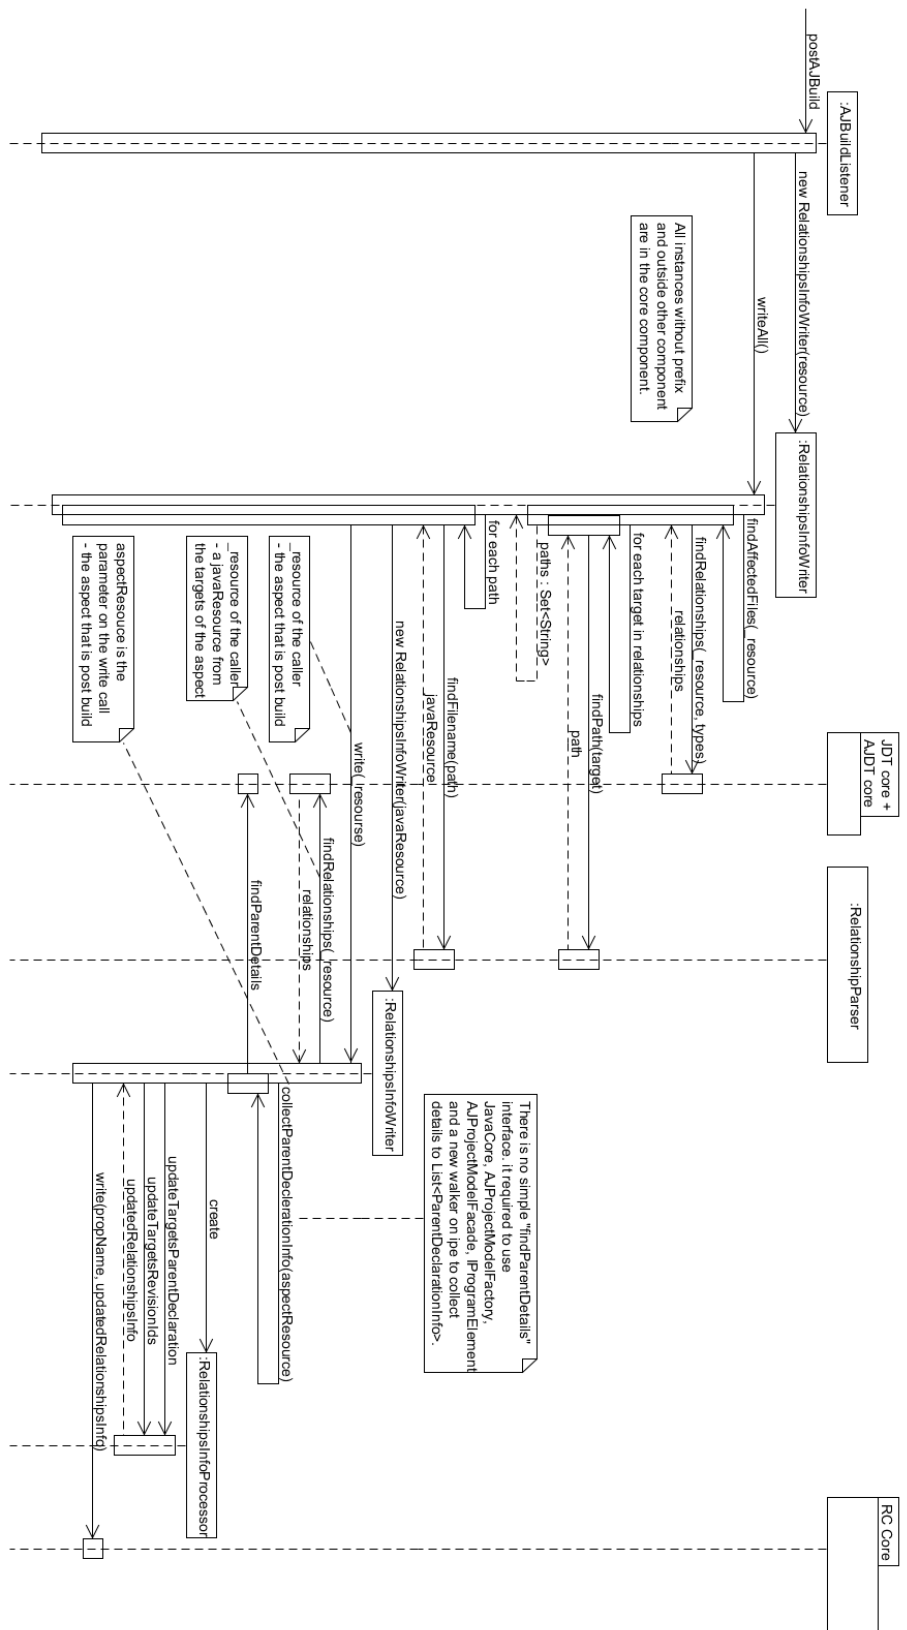 postAJBuild
:AJBuildListener
new RelationshipsInfoWriter(resource)
writeAll()
All instances without prefix
and outside other component
are in the core component.
:RelationshipsInfoWriter
findAffectedFiles(_resource)
findRelationships(_resource, types)
relationships
for each target in relationships
findPath(target)
path
paths : Set<String>
for each path
findFilename(path)
javaResource
new RelationshipsInfoWriter(javaResource)
write(_resourse)
_resource of the caller
- the aspect that is post build
_resource of the caller
- a javaResource from
the targets of the aspect
aspectResouce is the
parameter on the write call
- the aspect that is post build
JDT core +
AJDT core
:RelationshipParser
findRelationships(_resource)
relationships
findParentDetails
:RelationshipsInfoWriter
There is no simple "findParentDetails"
interface. it required to use
JavaCore, AJProjectModelFactory,
AJProjectModelFacade, IProgramElement
and a new walker on ipe to collect
details to List<ParentDeclarationInfo>.
collectParentDeclerationInfo(aspectResource)
create
:RelationshipsInfoProcessor
updateTargetsParentDeclaration
updateTargetsRevisionIds
updatedRelationshipsInfo
write(propName, updatedRelationshipsInfo)
RC Core